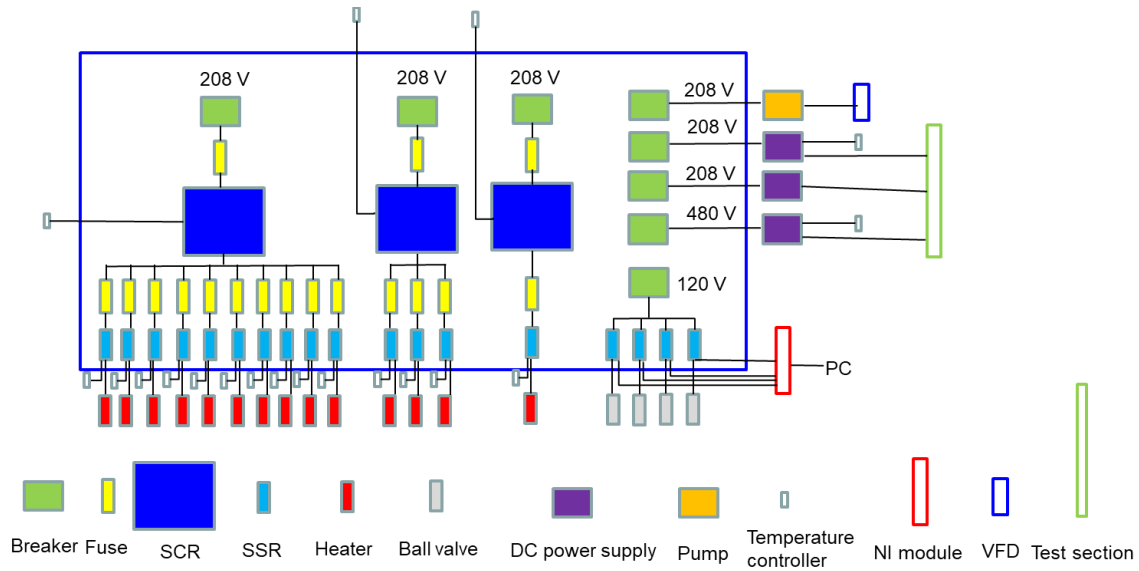 208 V
208 V
208 V
208 V
208 V
208 V
480 V
120 V
PC
Breaker
Fuse
SCR
SSR
Heater
Ball valve
DC power supply
Pump
Temperature
controller
NI module
VFD
Test section